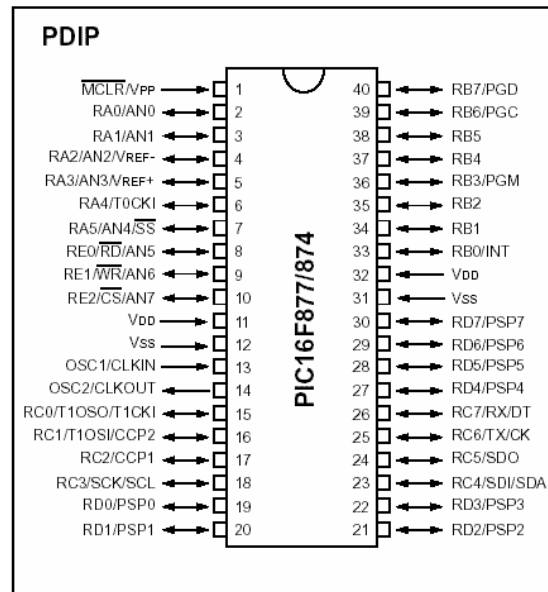 PDIP
MCLR/VPP 1 40 RB7/PGD
RA0/AN0 2 39 RB6/PGC
RA1/AN1 3 38 RB5
RA2/AN2/VREF- 4 37 RB4
RA3/AN3/VREF+ 5 36 RB3/PGM
RA4/T0CKI 6 35 RB2
RA5/AN4/SS 7 34 RB1
RE0/RD/AN5 8 33 RB0/INT
RE1/WR/AN6 9 32 VDD
RE2/CS/AN7 10 31 VSS
VDD 11 30 RD7/PSP7
VSS 12 29 RD6/PSP6
OSC1/CLKIN 13 28 RD5/PSP5
OSC2/CLKOUT 14 27 RD4/PSP4
RC0/T1OSO/T1CKI 15 26 RC7/RX/DT
RC1/T1OSI/CCP2 16 25 RC6/TX/CK
RC2/CCP1 17 24 RC5/SDO
RC3/SCK/SCL 18 23 RC4/SDI/SDA
RD0/PSP0 19 22 RD3/PSP3
RD1/PSP1 20 21 RD2/PSP2
PIC16F877/874